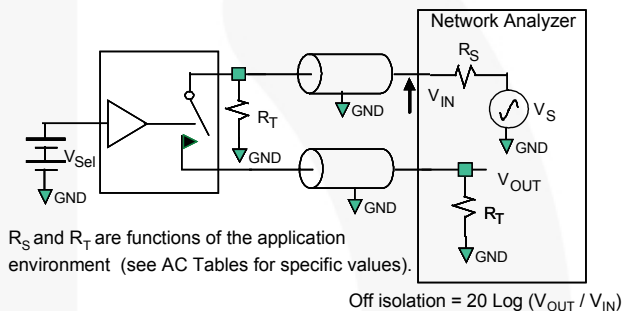 Network Analyzer
RS
VIN
GND
VS
GND
RT
GND
VSel
GND
GND
VOUT
RT
GND
RS and RT are functions of the application
environment (see AC Tables for specific values).
Off isolation = 20 Log (VOUT / VIN)